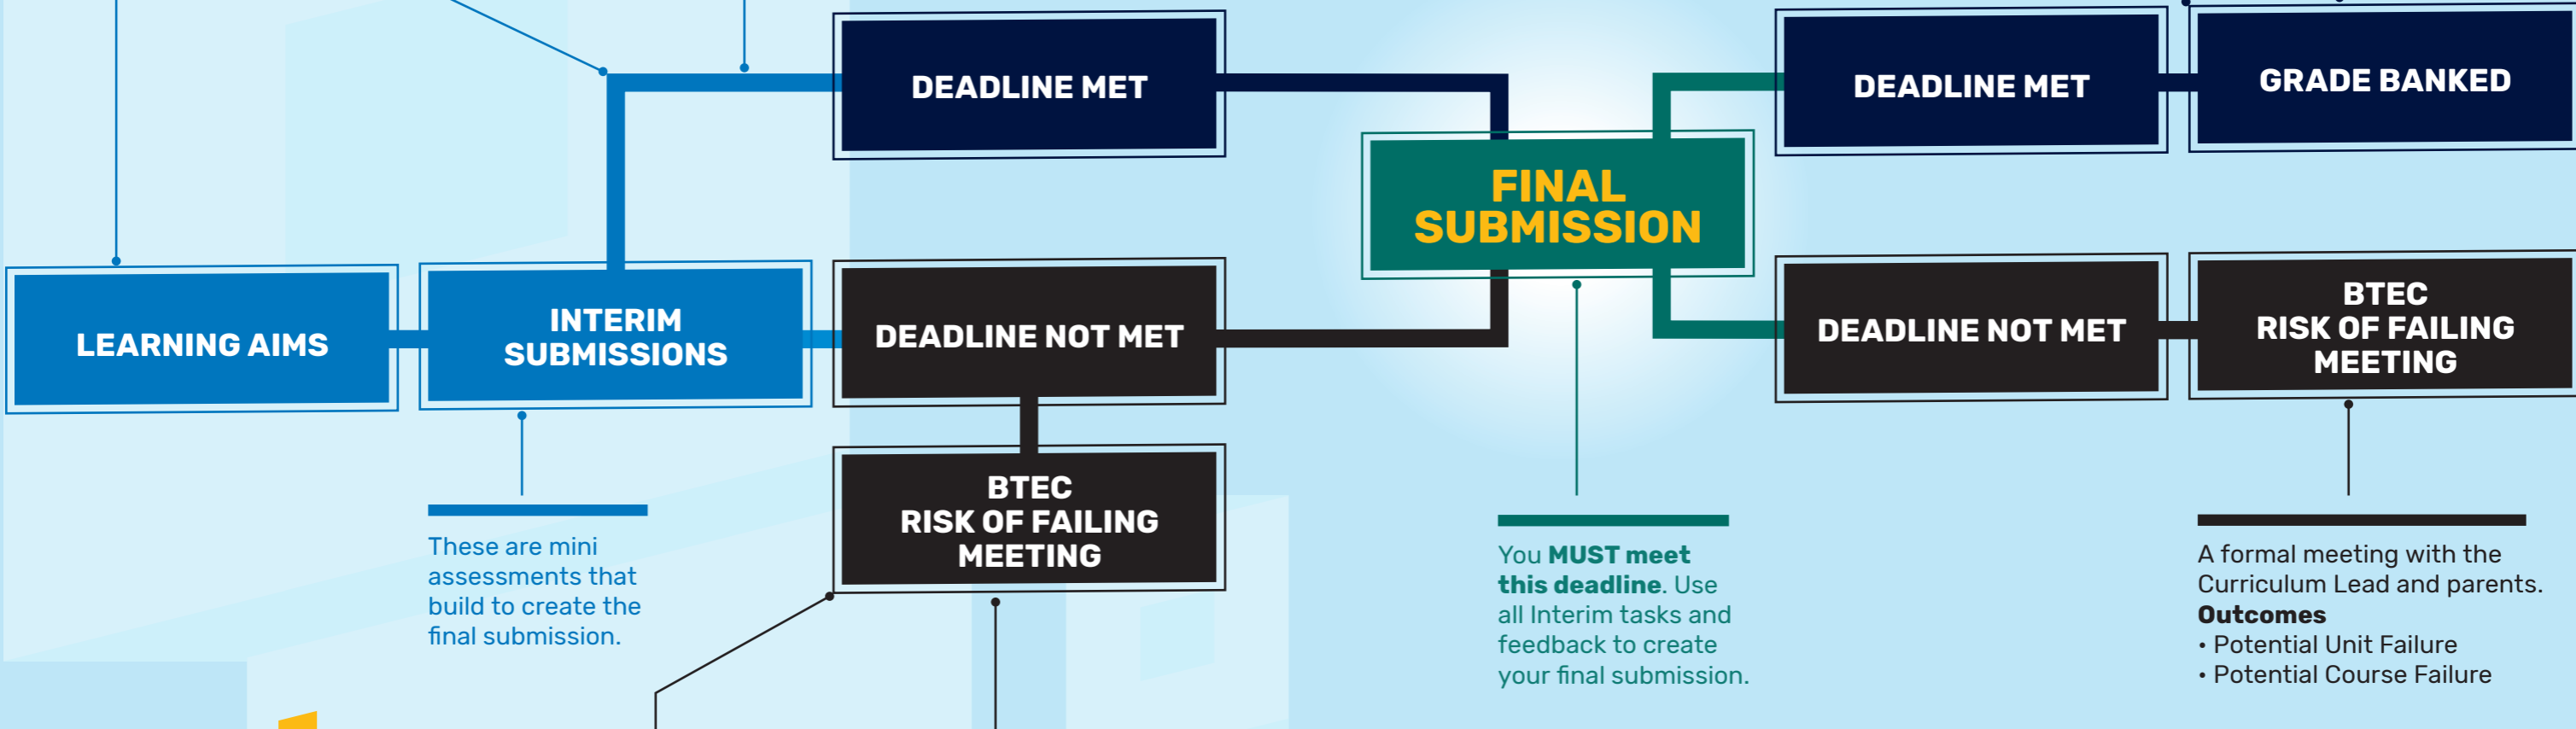 DEADLINE MET
DEADLINE MET
GRADE BANKED
FINAL
SUBMISSION
LEARNING AIMS
INTERIM
SUBMISSIONS
DEADLINE NOT MET
DEADLINE NOT MET
BTEC
RISK OF FAILING
MEETING
BTEC
RISK OF FAILING
MEETING
These are mini
assessments that
build to create the
final submission.
You MUST meet
this deadline. Use
all Interim tasks and
feedback to create
your final submission.
A formal meeting with the
Curriculum Lead and parents.
Outcomes
• Potential Unit Failure
• Potential Course Failure